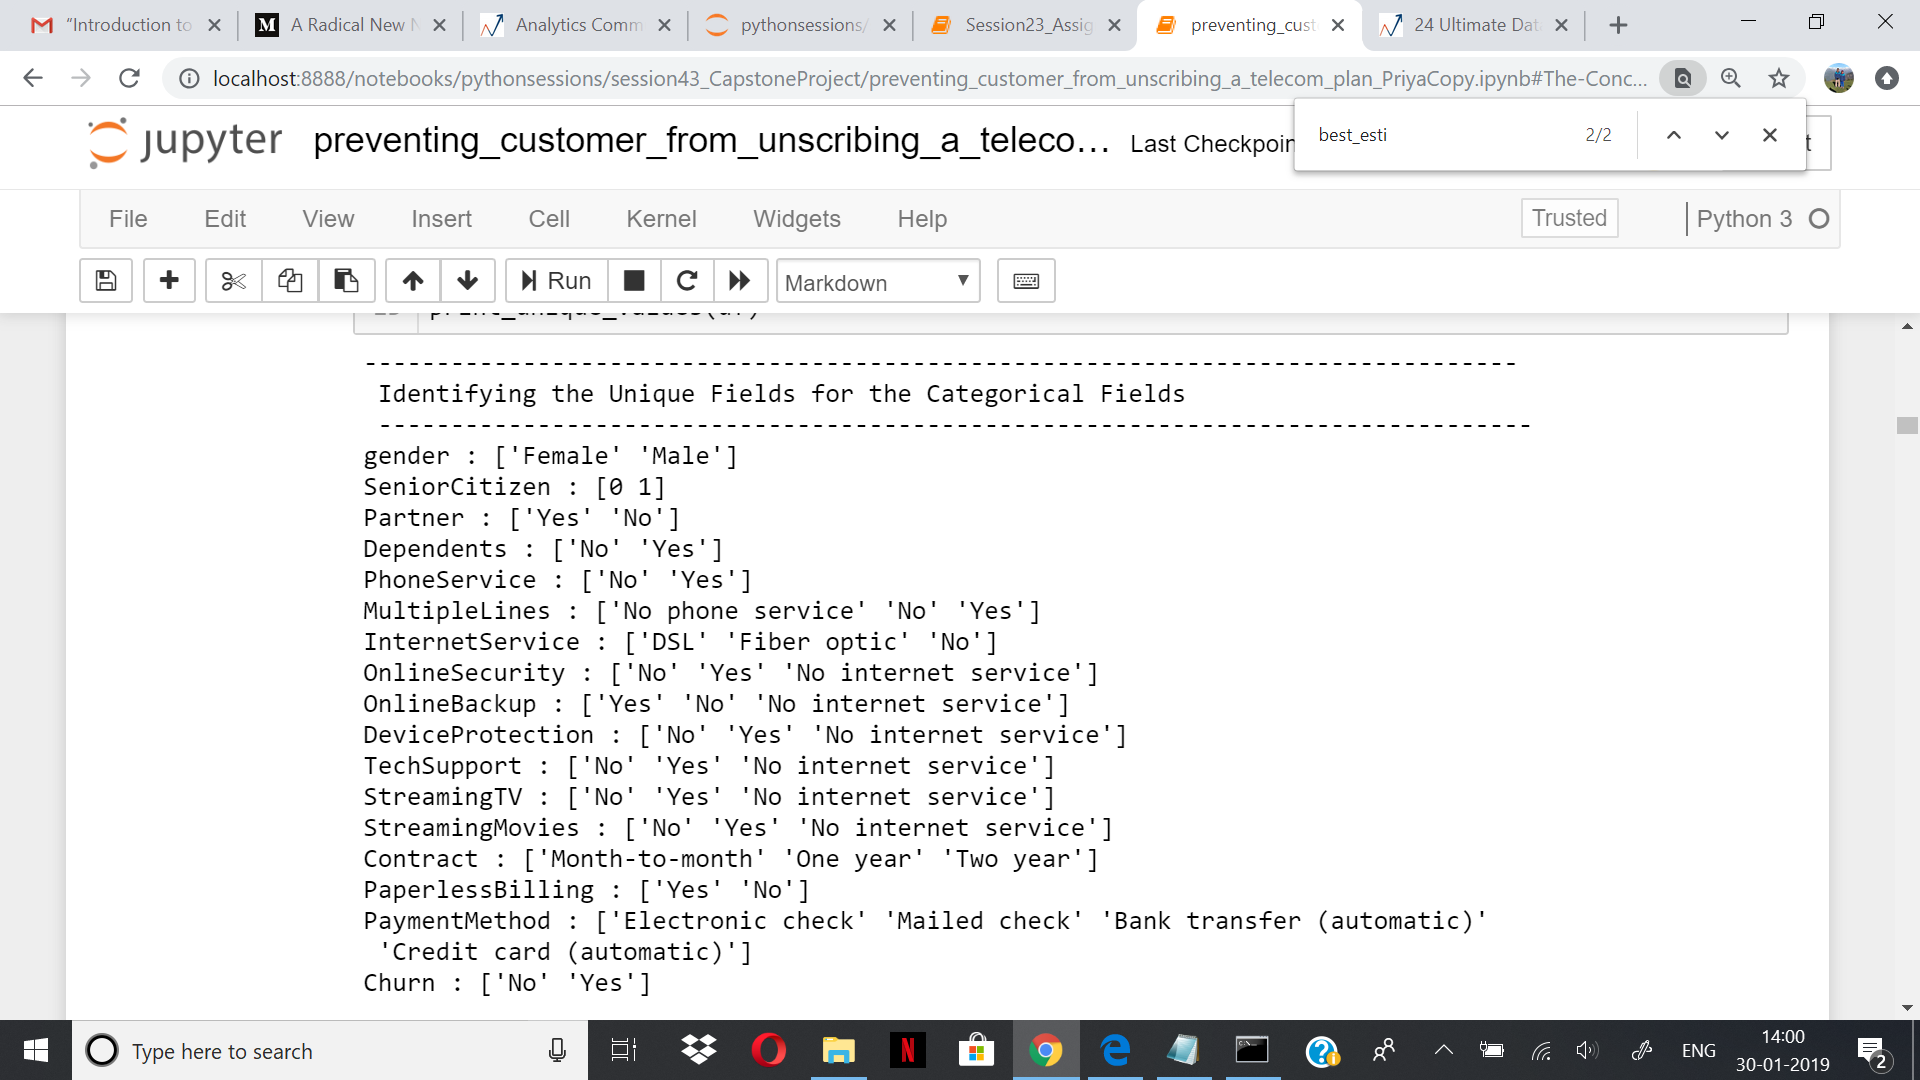 "Introduction to
M
A Radical New N
Analytics Comm
pythonsessions/
Session23_Assig
preventing_cust
24 Ultimate Dat
localhost:8888/notebooks/pythonsessions/session43_CapstoneProject/preventing_customer_from_unscribing_a_telecom_plan_PriyaCopy.ipynb#The-Conc...
best_esti
2/2
jupyter
preventing_customer_from_unscribing_a_teleco...
Last Checkpoin
t
File
Edit
View
Insert
Cell
Kernel
Widgets
Help
Trusted
Python 3
Run
Markdown
print_unique_values(df)
--------------------------------------------------------------------------------
Identifying the Unique Fields for the Categorical Fields
--------------------------------------------------------------------------------
gender : ['Female' 'Male']
SeniorCitizen : [0 1]
Partner : ['Yes' 'No']
Dependents : ['No' 'Yes']
PhoneService : ['No' 'Yes']
MultipleLines : ['No phone service' 'No' 'Yes']
InternetService : ['DSL' 'Fiber optic' 'No']
OnlineSecurity : ['No' 'Yes' 'No internet service']
OnlineBackup : ['Yes' 'No' 'No internet service']
DeviceProtection : ['No' 'Yes' 'No internet service']
TechSupport : ['No' 'Yes' 'No internet service']
StreamingTV : ['No' 'Yes' 'No internet service']
StreamingMovies : ['No' 'Yes' 'No internet service']
Contract : ['Month-to-month' 'One year' 'Two year']
PaperlessBilling : ['Yes' 'No']
PaymentMethod : ['Electronic check' 'Mailed check' 'Bank transfer (automatic)'
'Credit card (automatic)']
Churn : ['No' 'Yes']
Type here to search
N
ENG
14:00
30-01-2019
2